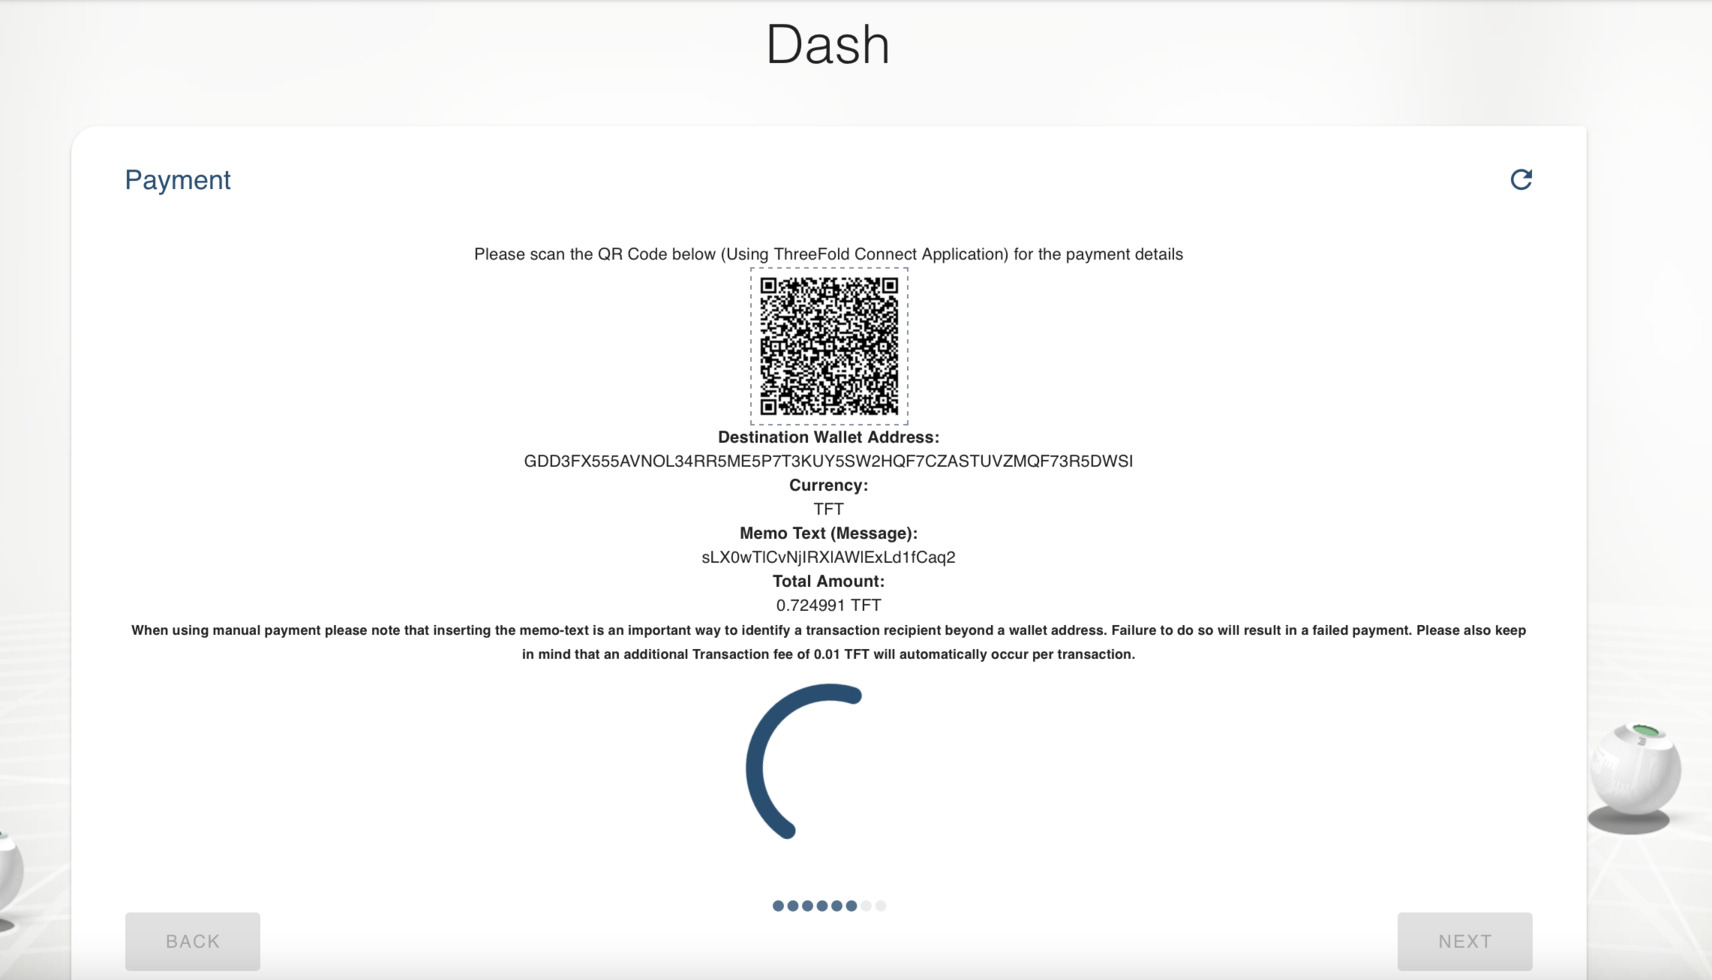 Dash
Payment
Please scan the QR Code below (Using ThreeFold Connect Application) for the payment details
Destination Wallet Address:
GDD3FX555AVNOL34RR5ME5P7T3KUY5SW2HQF7CZASTUVZMQF73R5DWSI
Currency:
TFT
Memo Text (Message):
sLX0wTlCvNjIRXlAWlExLd1fCaq2
Total Amount:
0.724991 TFT
When using manual payment please note that inserting the memo-text is an important way to identify a transaction recipient beyond a wallet address. Failure to do so will result in a failed payment. Please also keep
in mind that an additional Transaction fee of 0.01 TFT will automatically occur per transaction.
BACK
NEXT